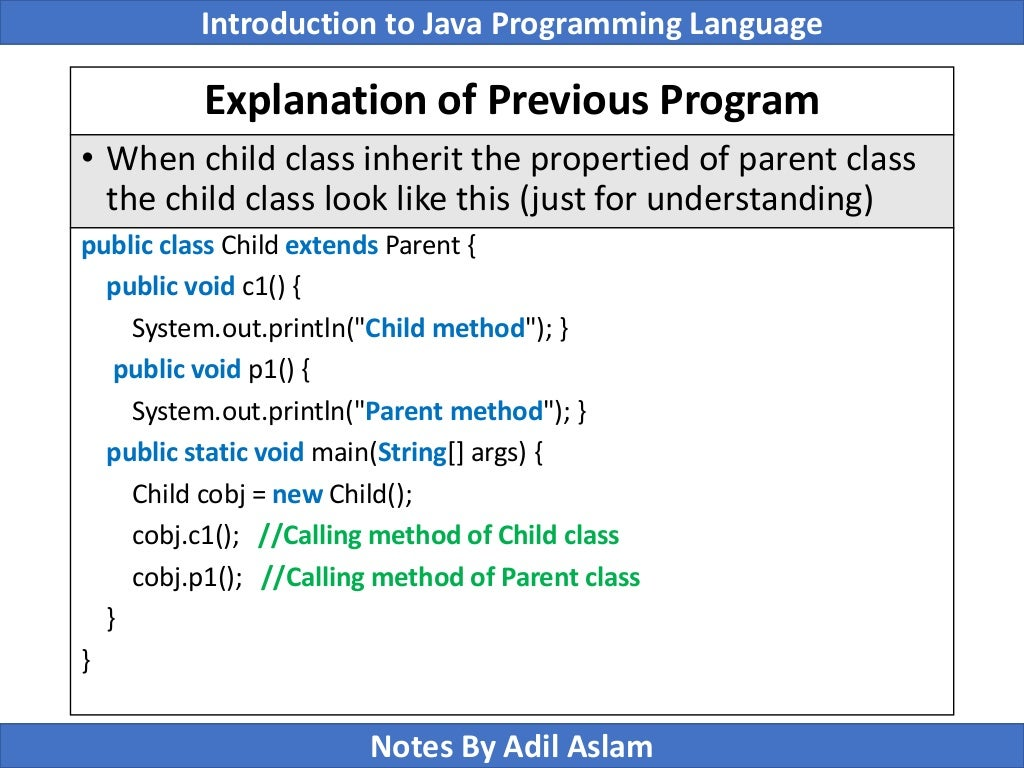 Introduction to Java Programming Language
Explanation of Previous Program
• When child class inherit the propertied of parent class
the child class look like this (just for understanding)
public class Child extends Parent {
public void c1() {
System.out.println("Child method"); }
public void p1() {
System.out.println("Parent method"); }
public static void main(String[] args) {
Child cobj = new Child();
cobj.c1(); //Calling method of Child class
cobj.p1(); //Calling method of Parent class
}
}
Notes By Adil Aslam